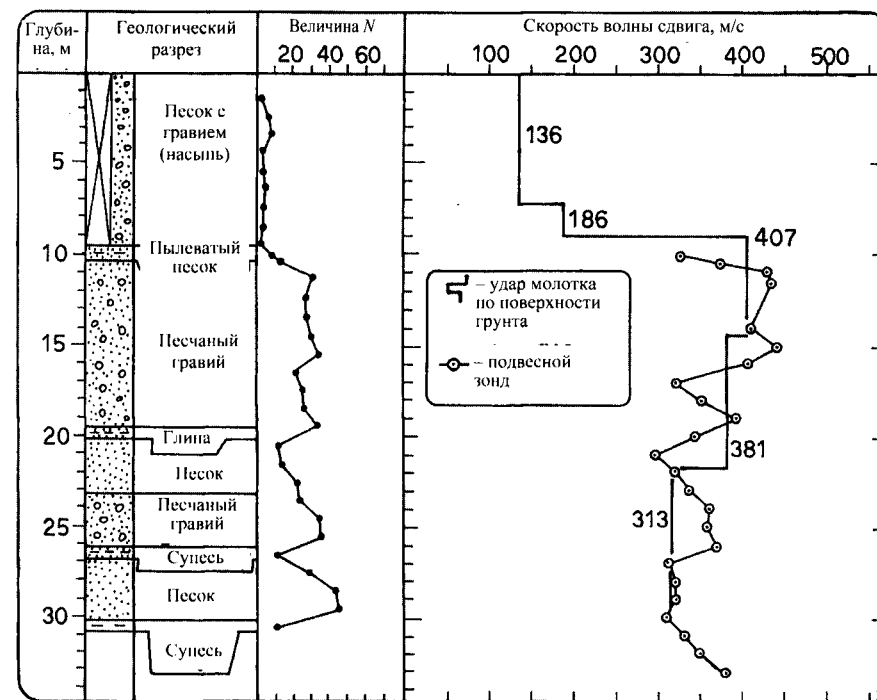 Глуби-
на, м
Геологический
разрез
Величина N
20 40 60
Скорость волны сдвига, м/с
100 200 300 400 500
5
10
15
20
25
30
Песок с
гравием
(насыпь)
Пылеватый
песок
Песчаный
гравий
Глина
Песок
Песчаный
гравий
Супесь
Песок
Супесь
136
186
407
381
313
– удар молотка
по поверхности
грунта
– подвесной
зонд